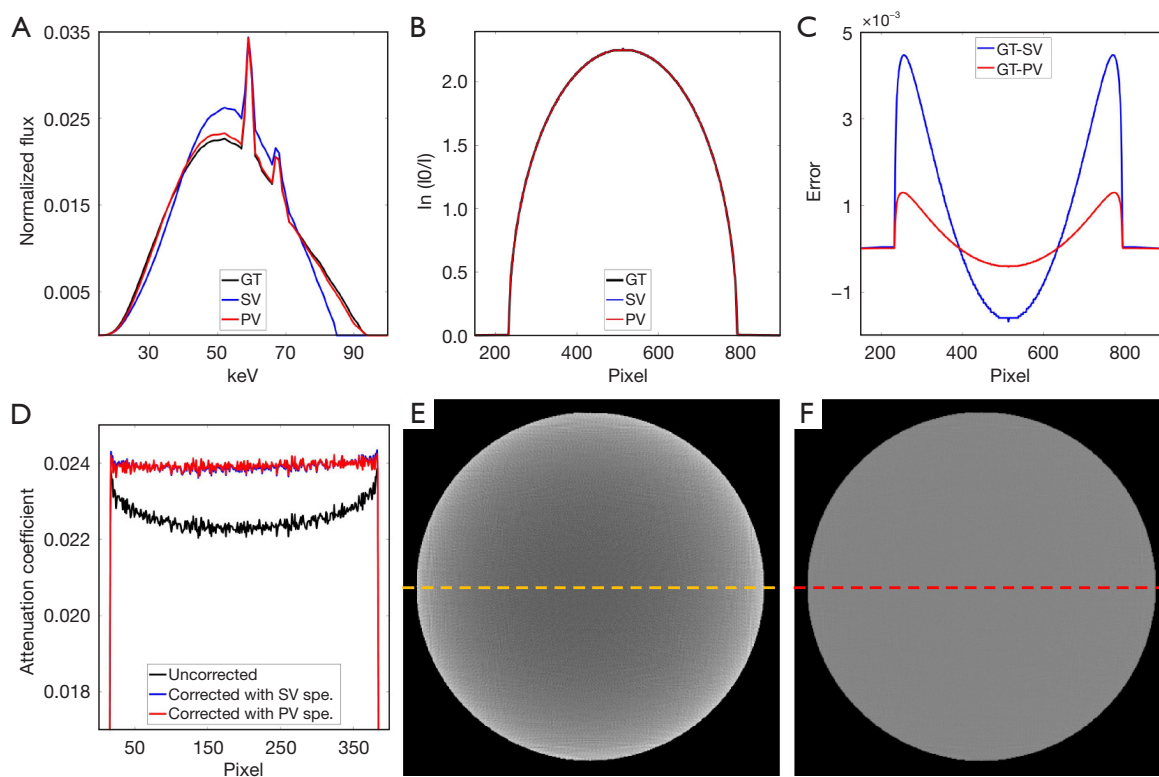 A
0.035
0.025
0.015
0.005
Normalized flux
GT
SV
PV
30
50
70
90
keV
B
2.0
1.5
1.0
0.5
0.0
ln (I0/I)
GT
SV
PV
200
400
600
800
Pixel
C
×10⁻³
5
3
1
−1
Error
GT-SV
GT-PV
200
400
600
800
Pixel
D
0.024
0.022
0.020
0.018
Attenuation coefficient
Uncorrected
Corrected with SV spe.
Corrected with PV spe.
50
150
250
350
Pixel
E
F